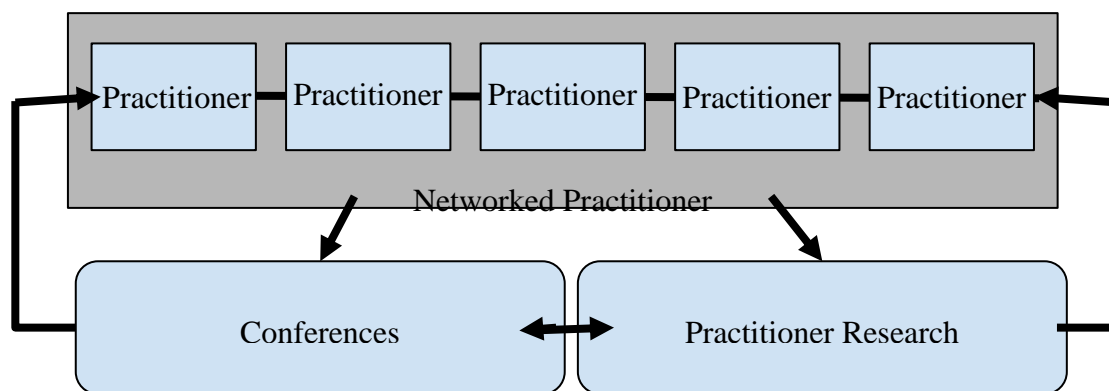 Practitioner
Practitioner
Practitioner
Practitioner
Practitioner
Networked Practitioner
Conferences
Practitioner Research